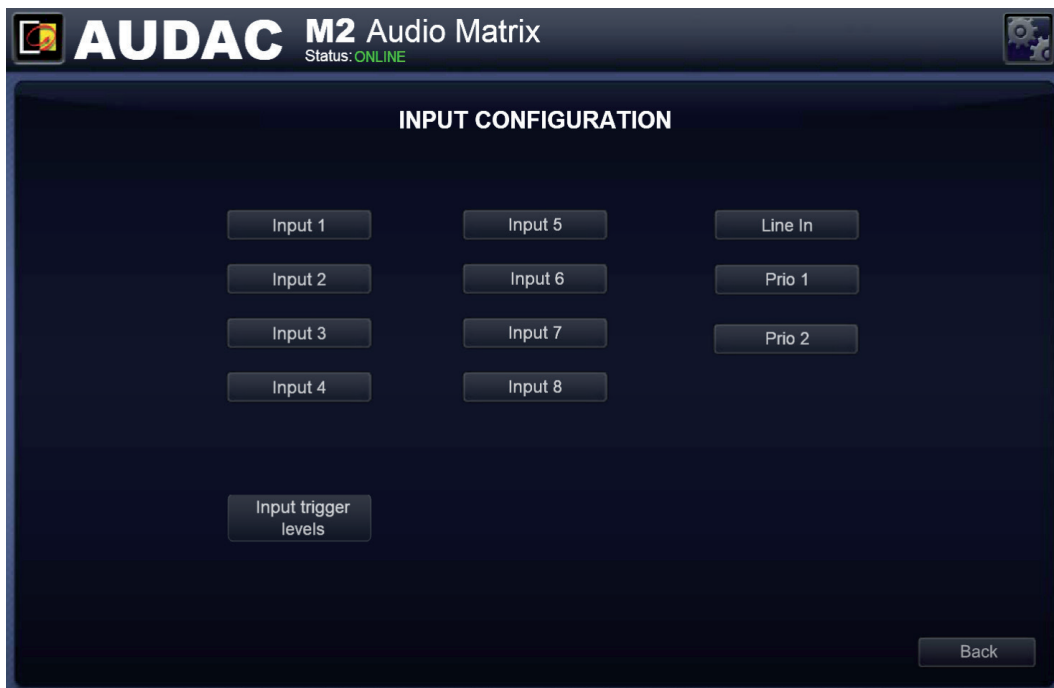 AUDAC M2 Audio Matrix
Status: ONLINE
INPUT CONFIGURATION
Input 1
Input 2
Input 3
Input 4
Input 5
Input 6
Input 7
Input 8
Line In
Prio 1
Prio 2
Input trigger
levels
Back